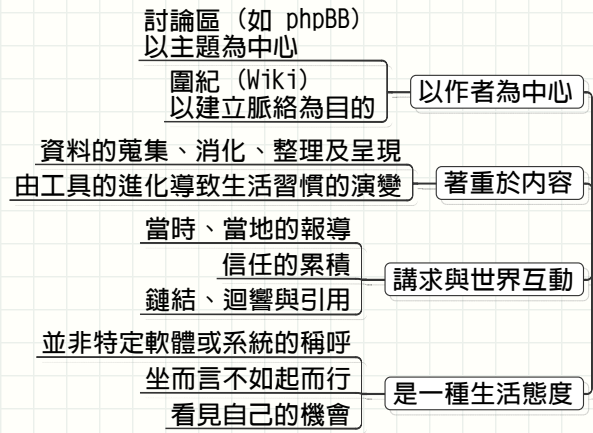 討論區 (如 phpBB)
以主題為中心
圍紀 (Wiki)
以建立脈絡為目的
以作者為中心
資料的蒐集、消化、整理及呈現
由工具的進化導致生活習慣的演變
著重於內容
當時、當地的報導
信任的累積
鏈結、迴響與引用
講求與世界互動
並非特定軟體或系統的稱呼
坐而言不如起而行
看見自己的機會
是一種生活態度